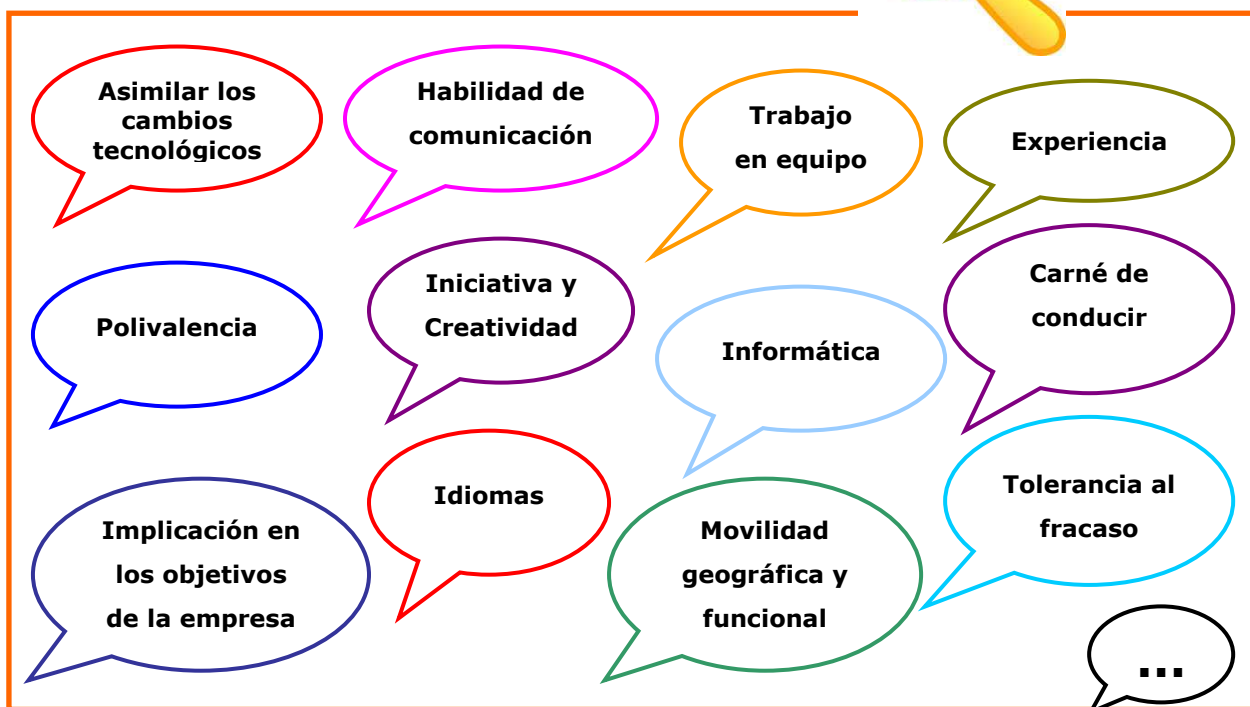 Asimilar los
cambios
tecnológicos
Habilidad de
comunicación
Trabajo
en equipo
Experiencia
Polivalencia
Iniciativa y
Creatividad
Informática
Carné de
conducir
Implicación en
los objetivos
de la empresa
Idiomas
Movilidad
geográfica y
funcional
Tolerancia al
fracaso
...